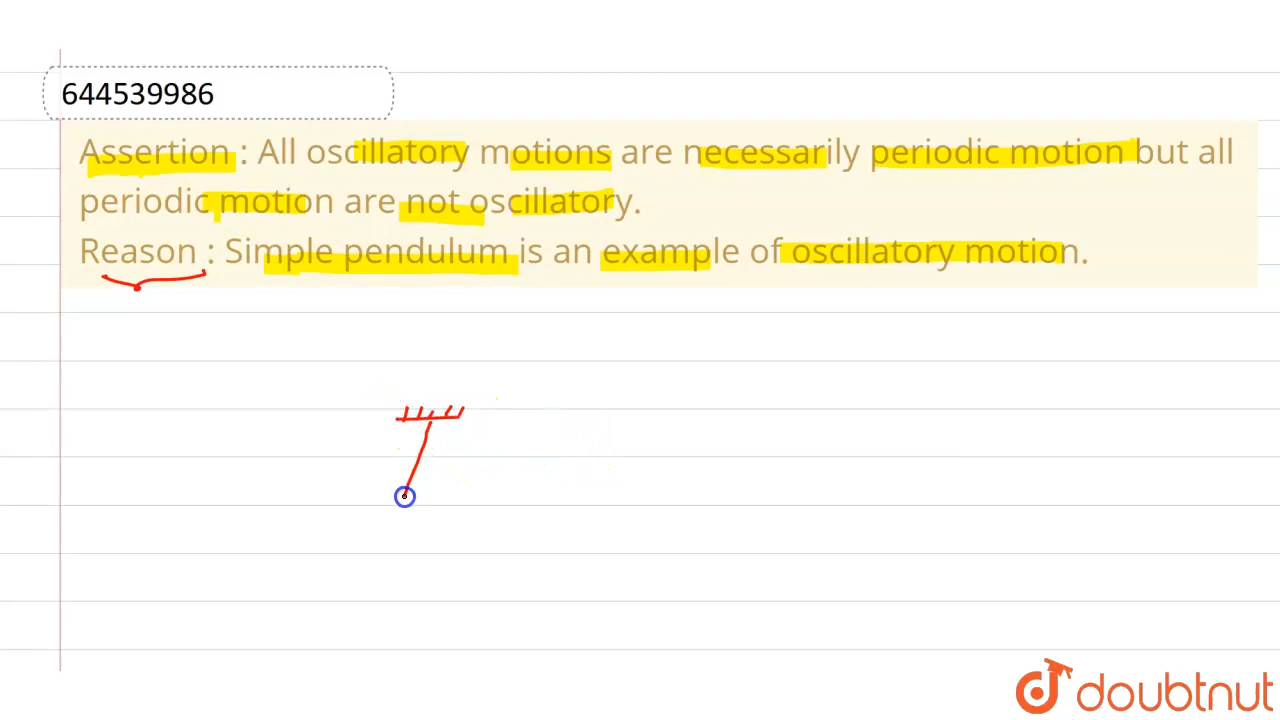 644539986
Assertion : All oscillatory motions are necessarily periodic motion but all
periodic motion are not oscillatory.
Reason : Simple pendulum is an example of oscillatory motion.
doubtnut